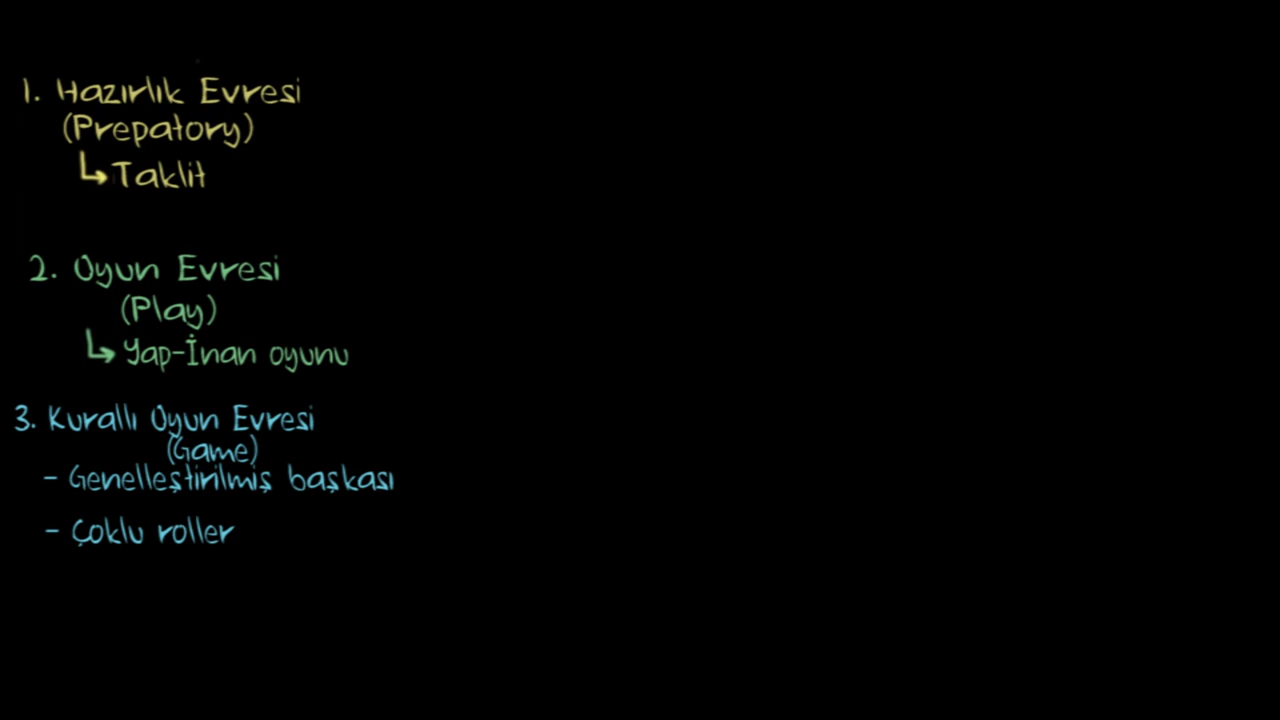 1. Hazırlık Evresi
(Prepatory)
↳ Taklit
2. Oyun Evresi
(Play)
↳ Yap-İnan oyunu
3. Kurallı Oyun Evresi
(Game)
- Genelleştirilmiş başkası
- Çoklu roller